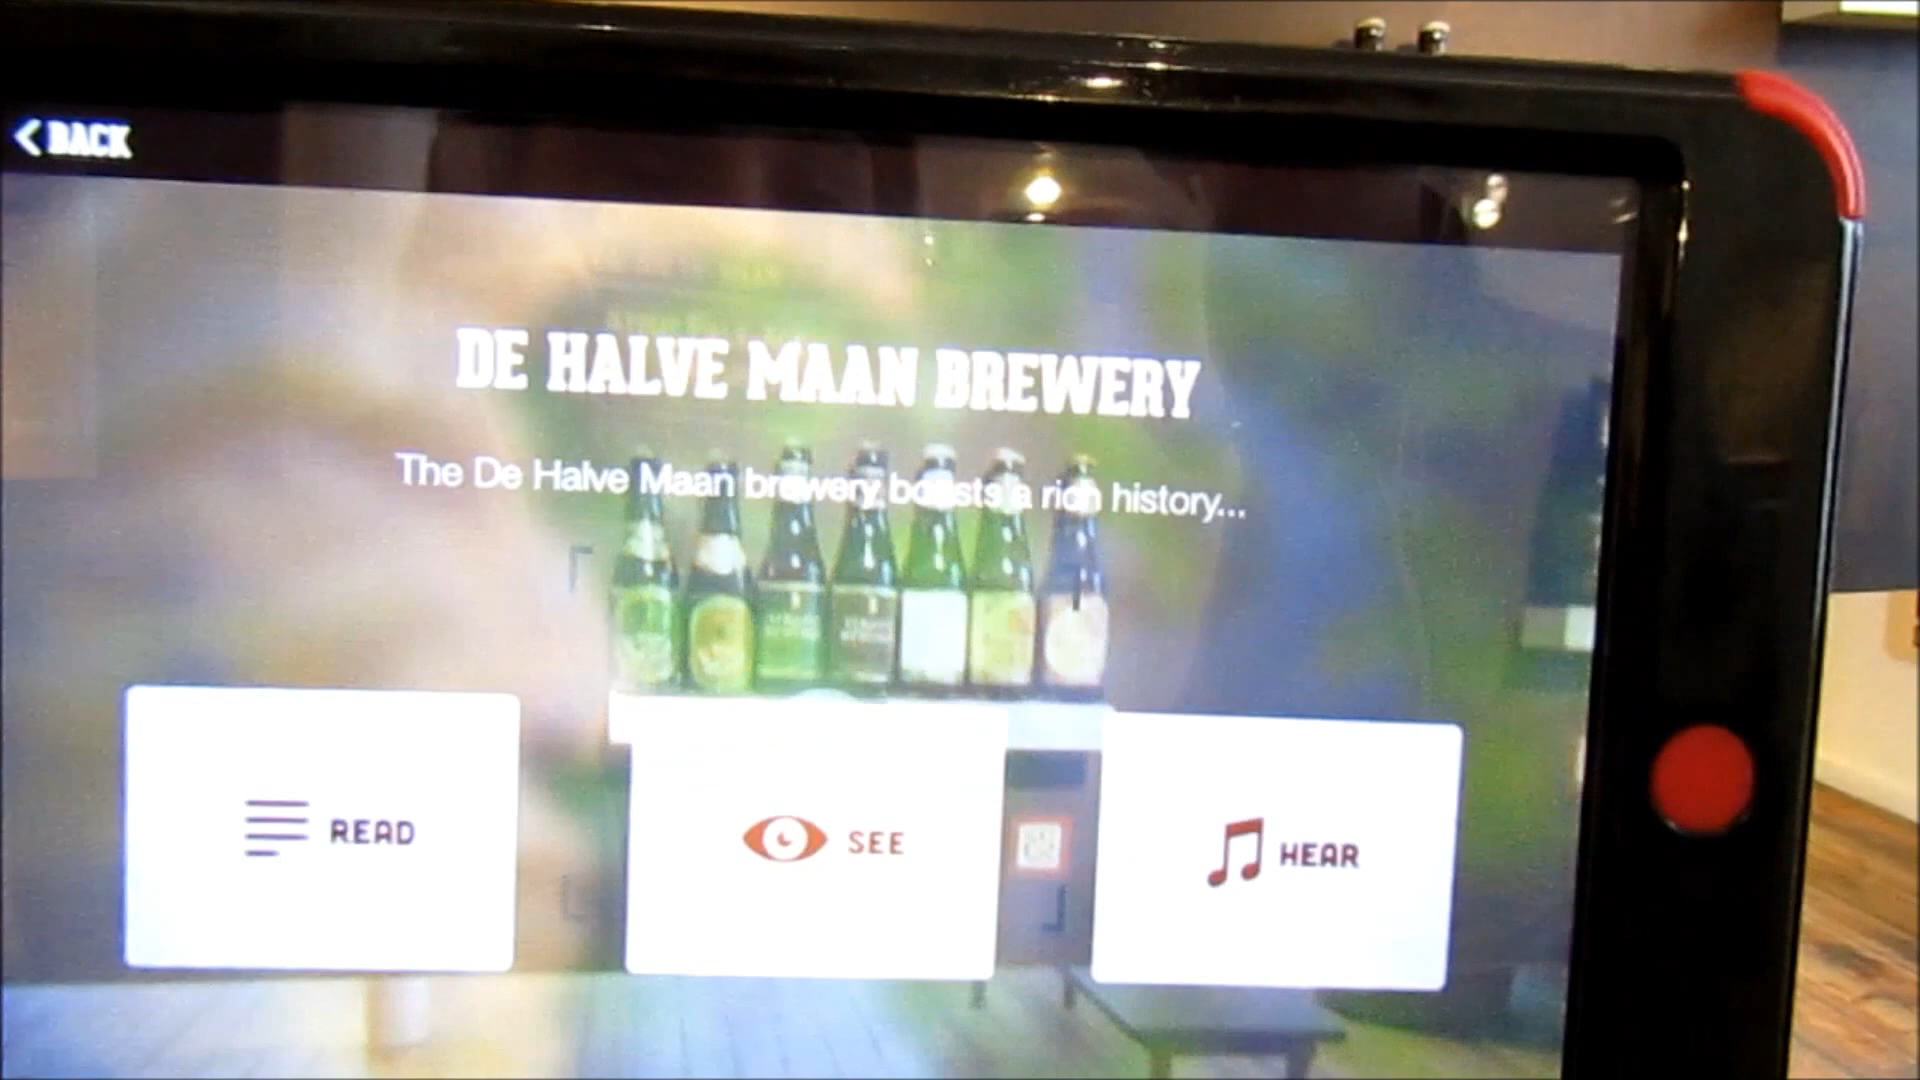 BACK
DE HALVE MAAN BREWERY
The De Halve Maan brewery boasts a rich history...
READ
SEE
HEAR